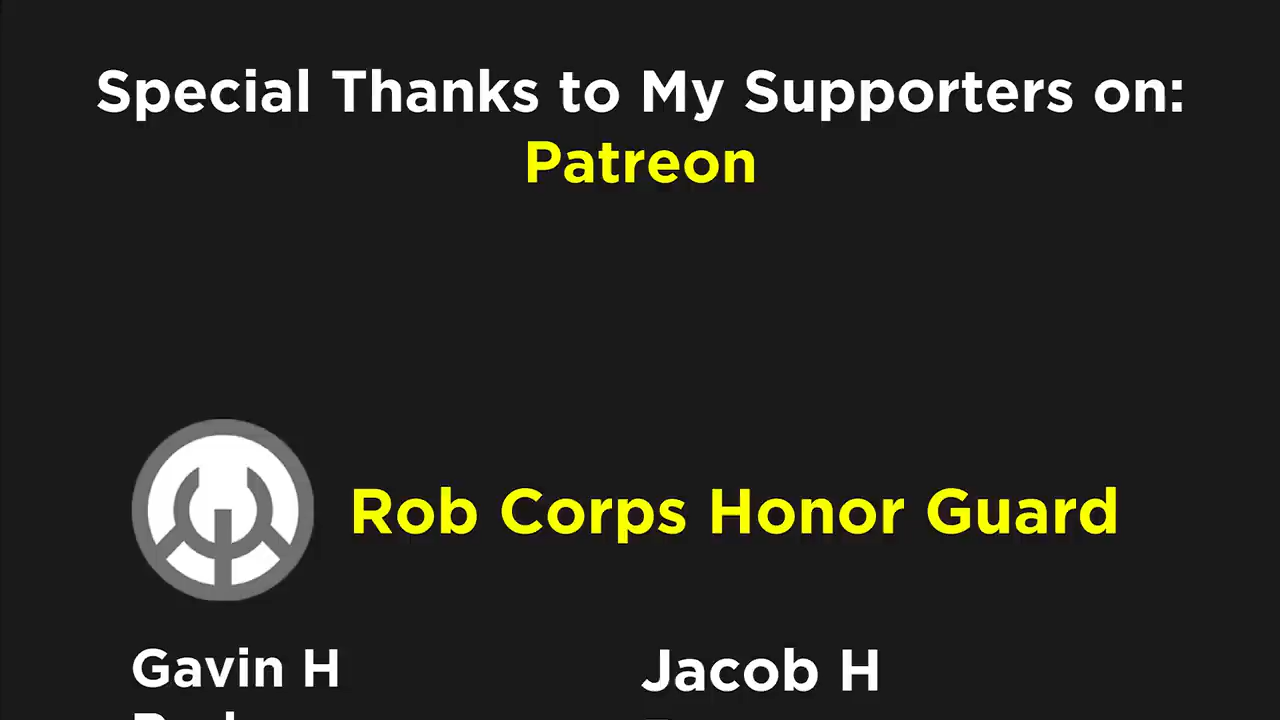 Special Thanks to My Supporters on:
Patreon
Rob Corps Honor Guard
Gavin H
Jacob H